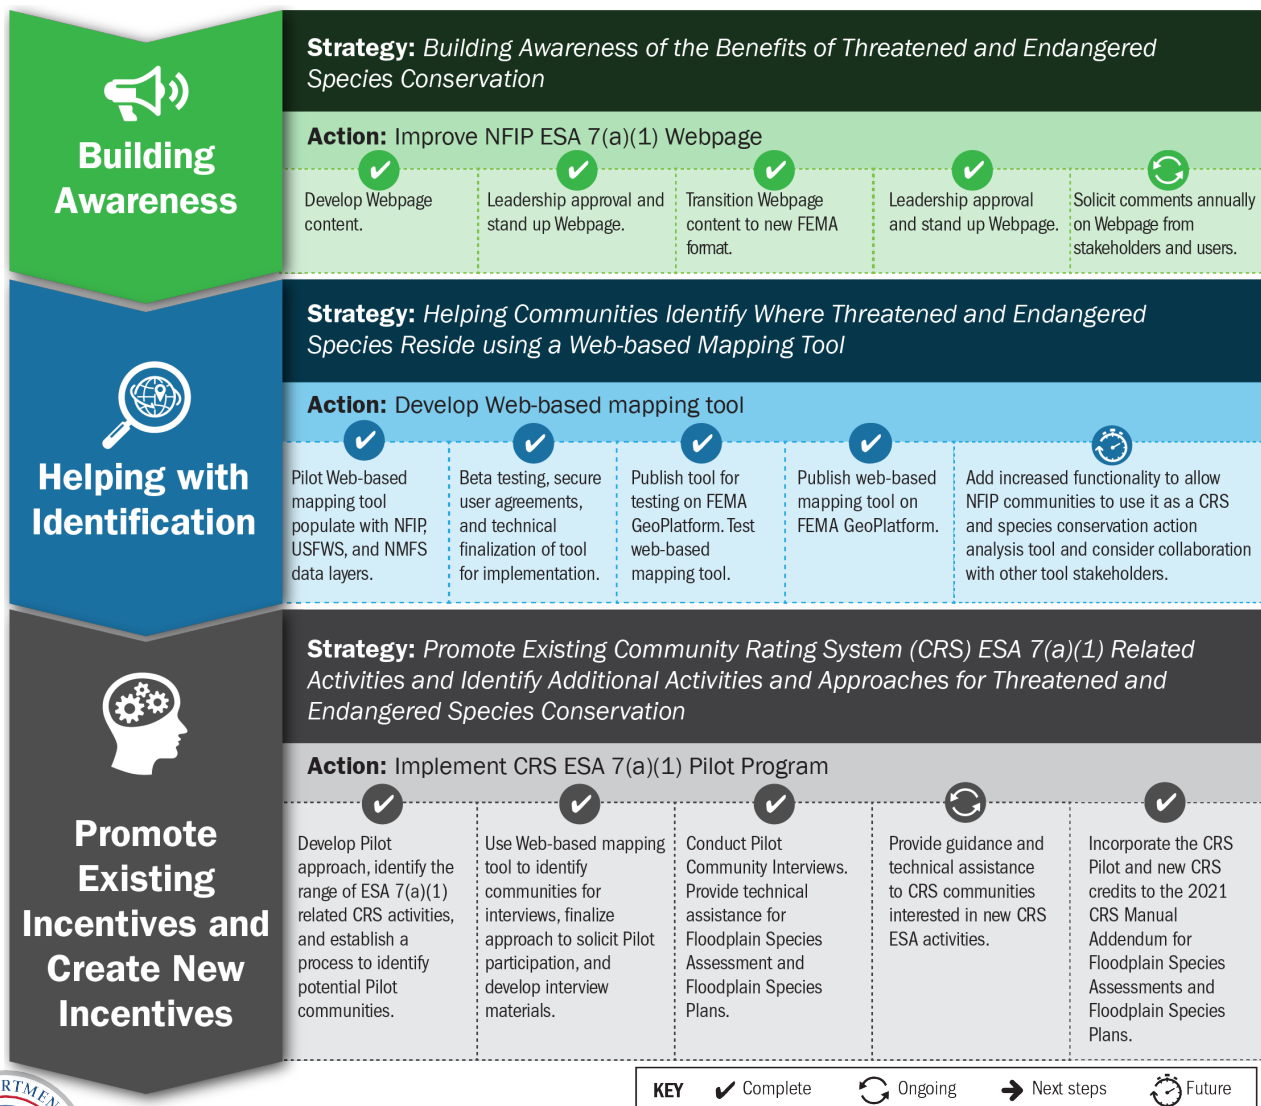 Building
Awareness
Strategy: Building Awareness of the Benefits of Threatened and Endangered
Species Conservation
Action: Improve NFIP ESA 7(a)(1) Webpage
Develop Webpage
content.
Leadership approval and
stand up Webpage.
Transition Webpage
content to new FEMA
format.
Leadership approval
and stand up Webpage.
Solicit comments annually
on Webpage from
stakeholders and users.
Helping with
Identification
Strategy: Helping Communities Identify Where Threatened and Endangered
Species Reside using a Web-based Mapping Tool
Action: Develop Web-based mapping tool
Pilot Web-based
mapping tool
populate with NFIP,
USFWS, and NMFS
data layers.
Beta testing, secure
user agreements,
and technical
finalization of tool
for implementation.
Publish tool for
testing on FEMA
GeoPlatform. Test
web-based
mapping tool.
Publish web-based
mapping tool on
FEMA GeoPlatform.
Add increased functionality to allow
NFIP communities to use it as a CRS
and species conservation action
analysis tool and consider collaboration
with other tool stakeholders.
Promote
Existing
Incentives and
Create New
Incentives
Strategy: Promote Existing Community Rating System (CRS) ESA 7(a)(1) Related
Activities and Identify Additional Activities and Approaches for Threatened and
Endangered Species Conservation
Action: Implement CRS ESA 7(a)(1) Pilot Program
Develop Pilot
approach, identify the
range of ESA 7(a)(1)
related CRS activities,
and establish a
process to identify
potential Pilot
communities.
Use Web-based mapping
tool to identify
communities for
interviews, finalize
approach to solicit Pilot
participation, and
develop interview
materials.
Conduct Pilot
Community Interviews.
Provide technical
assistance for
Floodplain Species
Assessment and
Floodplain Species
Plans.
Provide guidance and
technical assistance
to CRS communities
interested in new CRS
ESA activities.
Incorporate the CRS
Pilot and new CRS
credits to the 2021
CRS Manual
Addendum for
Floodplain Species
Assessments and
Floodplain Species
Plans.
KEY Complete Ongoing Next steps Future